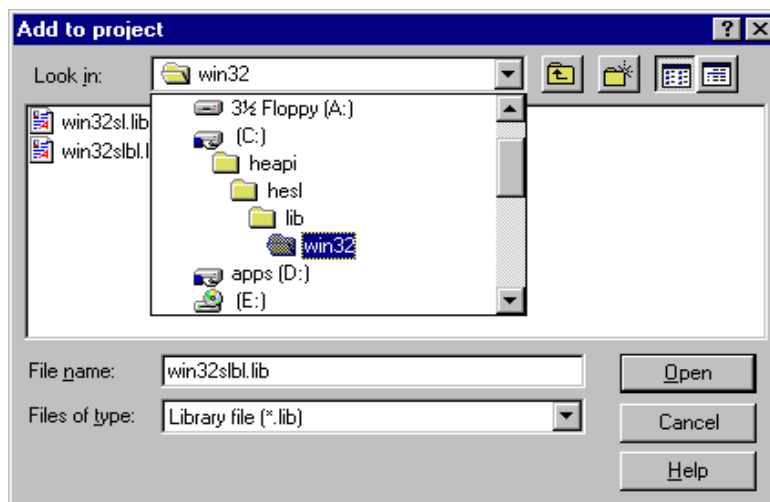 Add to project
Look in: win32
3½ Floppy (A:)
win32sl.lib
(C:)
win32slbl.l
heapi
hesl
lib
win32
apps (D:)
(E:)
File name: win32slbl.lib
Open
Files of type: Library file (*.lib)
Cancel
Help